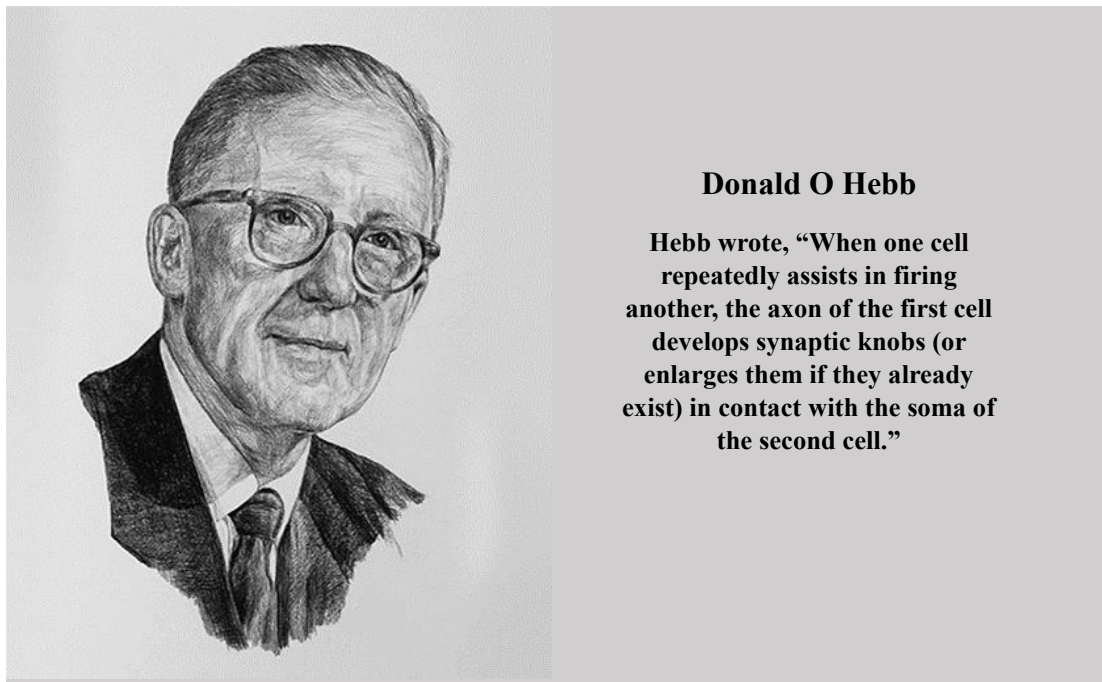 Donald O Hebb
Hebb wrote, “When one cell
repeatedly assists in firing
another, the axon of the first cell
develops synaptic knobs (or
enlarges them if they already
exist) in contact with the soma of
the second cell.”